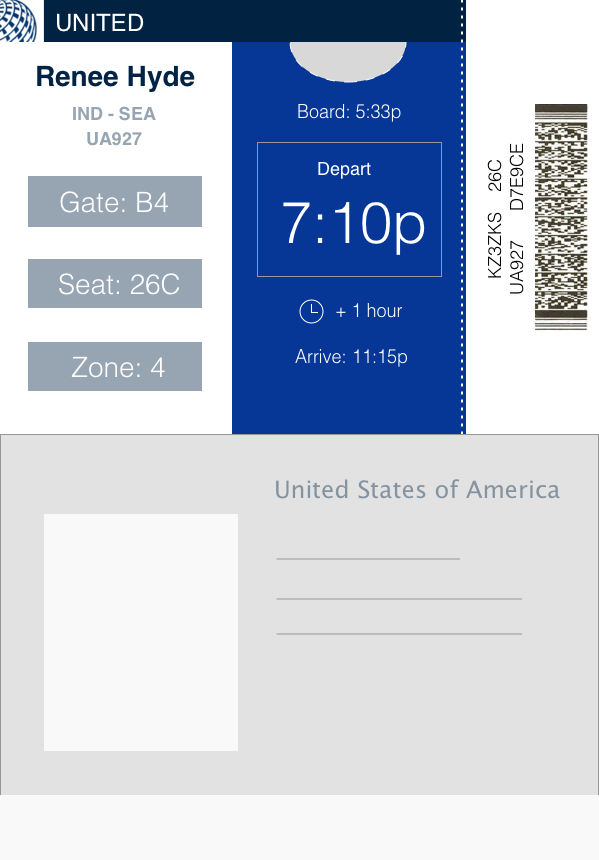 UNITED
Renee Hyde
IND - SEA
UA927
Gate: B4
Seat: 26C
Zone: 4
Board: 5:33p
Depart
7:10p
+ 1 hour
Arrive: 11:15p
KZ3ZKS 26C
UA927 D7E9CE
United States of America